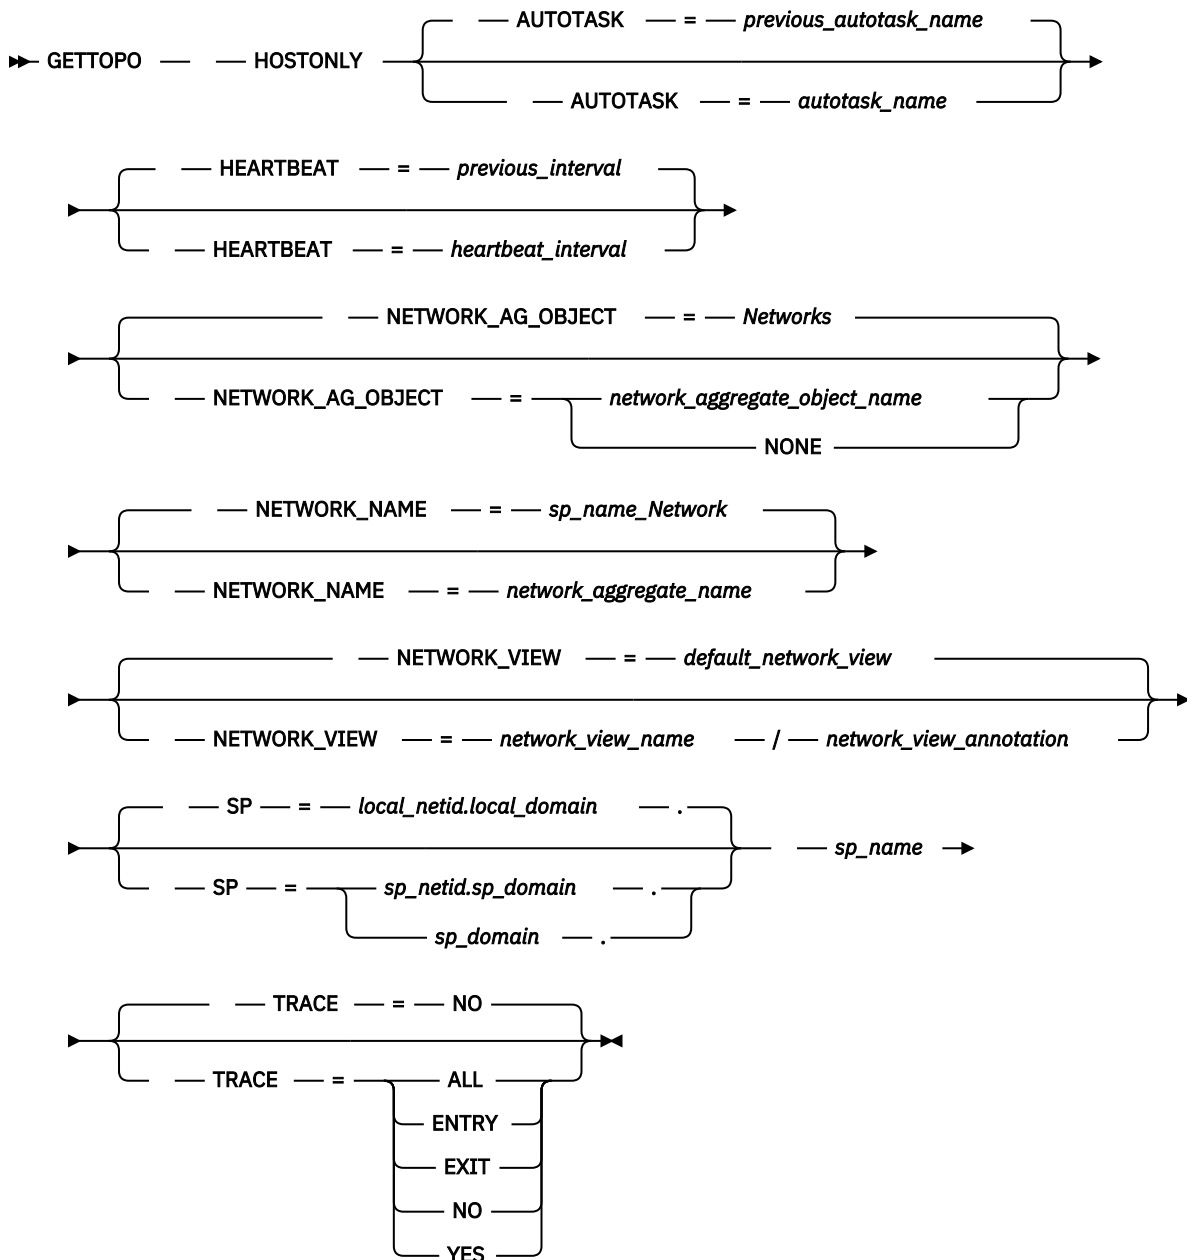 AUTOTASK = previous_autotask_name
GETTOPO HOSTONLY
AUTOTASK = autotask_name
HEARTBEAT = previous_interval
HEARTBEAT = heartbeat_interval
NETWORK_AG_OBJECT = Networks
NETWORK_AG_OBJECT = network_aggregate_object_name
NONE
NETWORK_NAME = sp_name_Network
NETWORK_NAME = network_aggregate_name
NETWORK_VIEW = default_network_view
NETWORK_VIEW = network_view_name / network_view_annotation
SP = local_netid.local_domain .
sp_name
SP = sp_netid.sp_domain .
sp_domain .
TRACE = NO
TRACE = ALL
ENTRY
EXIT
NO
YES